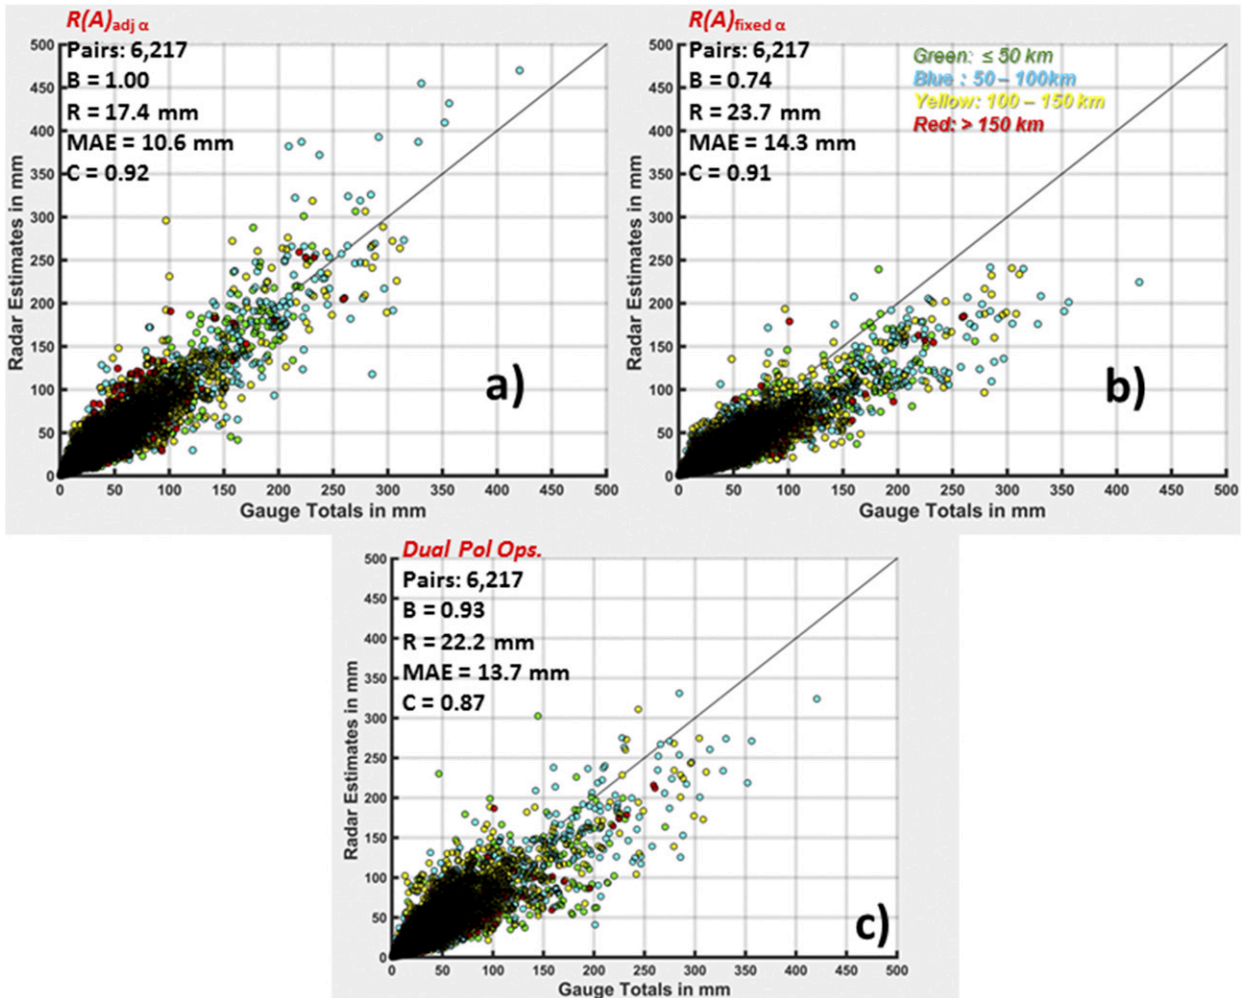 R(A)adj α
Pairs: 6,217
B = 1.00
R = 17.4 mm
MAE = 10.6 mm
C = 0.92
500
450
400
350
300
250
200
150
100
50
0
Radar Estimates in mm
a)
0 50 100 150 200 250 300 350 400 450 500
Gauge Totals in mm
R(A)fixed α
Pairs: 6,217
B = 0.74
R = 23.7 mm
MAE = 14.3 mm
C = 0.91
Green: ≤ 50 km
Blue : 50 – 100km
Yellow: 100 – 150 km
Red: > 150 km
500
450
400
350
300
250
200
150
100
50
0
Radar Estimates in mm
b)
0 50 100 150 200 250 300 350 400 450 500
Gauge Totals in mm
Dual Pol Ops.
Pairs: 6,217
B = 0.93
R = 22.2 mm
MAE = 13.7 mm
C = 0.87
500
450
400
350
300
250
200
150
100
50
0
Radar Estimates in mm
c)
0 50 100 150 200 250 300 350 400 450 500
Gauge Totals in mm